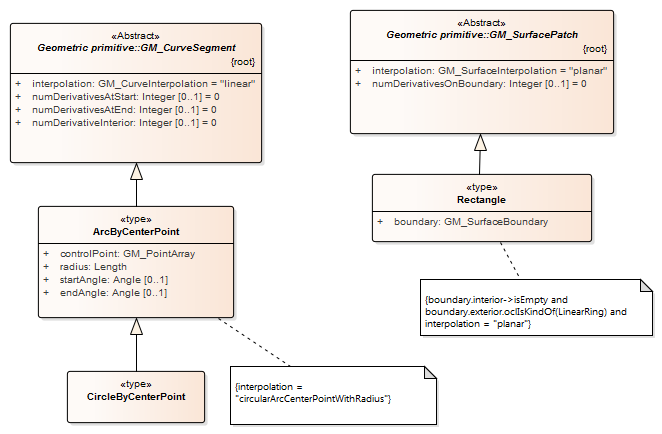 «Abstract»
Geometric primitive::GM_CurveSegment
{root}
+ interpolation: GM_CurveInterpolation = "linear"
+ numDerivativesAtStart: Integer [0..1] = 0
+ numDerivativesAtEnd: Integer [0..1] = 0
+ numDerivativeInterior: Integer [0..1] = 0
«Abstract»
Geometric primitive::GM_SurfacePatch
{root}
+ interpolation: GM_SurfaceInterpolation = "planar"
+ numDerivativesOnBoundary: Integer [0..1] = 0
«type»
Rectangle
+ boundary: GM_SurfaceBoundary
«type»
ArcByCenterPoint
+ controlPoint: GM_PointArray
+ radius: Length
+ startAngle: Angle [0..1]
+ endAngle: Angle [0..1]
{boundary.interior->isEmpty and
boundary.exterior.oclIsKindOf(LinearRing) and
interpolation = "planar"}
«type»
CircleByCenterPoint
{interpolation =
"circularArcCenterPointWithRadius"}